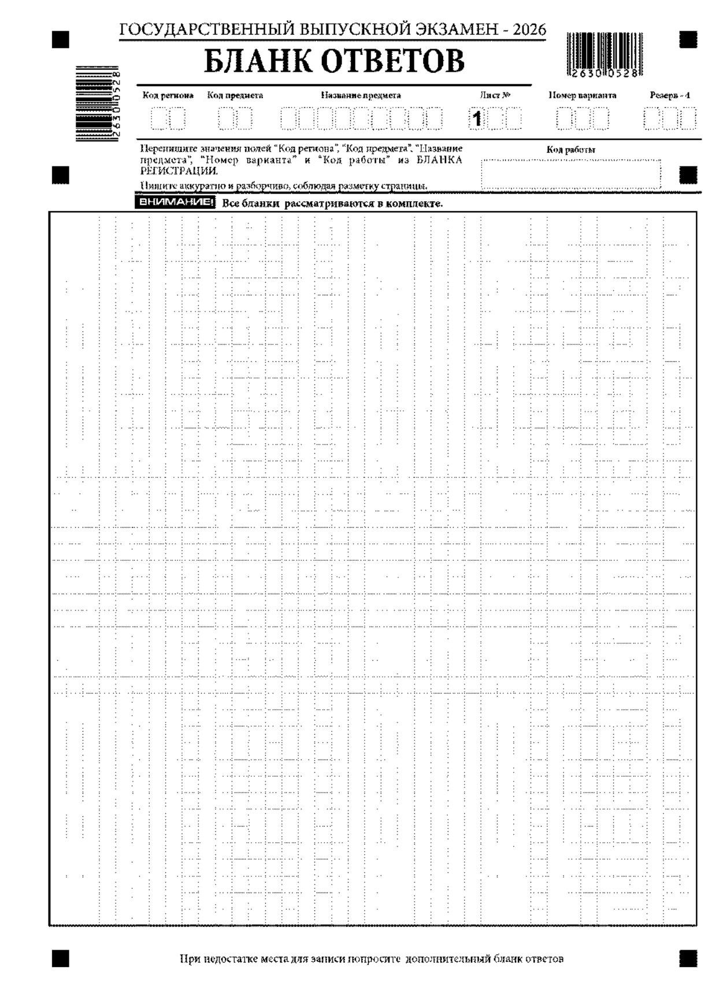 ГОСУДАРСТВЕННЫЙ ВЫПУСКНОЙ ЭКЗАМЕН - 2026
БЛАНК ОТВЕТОВ
2630 0528
2630 0528
Код региона Код предмета Название предмета Лист № Номер варианта Резерв - 4
1
Перепишите значения полей “Код региона”, “Код предмета”, “Название
предмета”, “Номер варианта” и “Код работы” из БЛАНКА
РЕГИСТРАЦИИ.
Пишите аккуратно и разборчиво, соблюдая разметку страницы.
Код работы
ВНИМАНИЕ! Все бланки рассматриваются в комплекте.
При недостатке места для записи попросите дополнительный бланк ответов